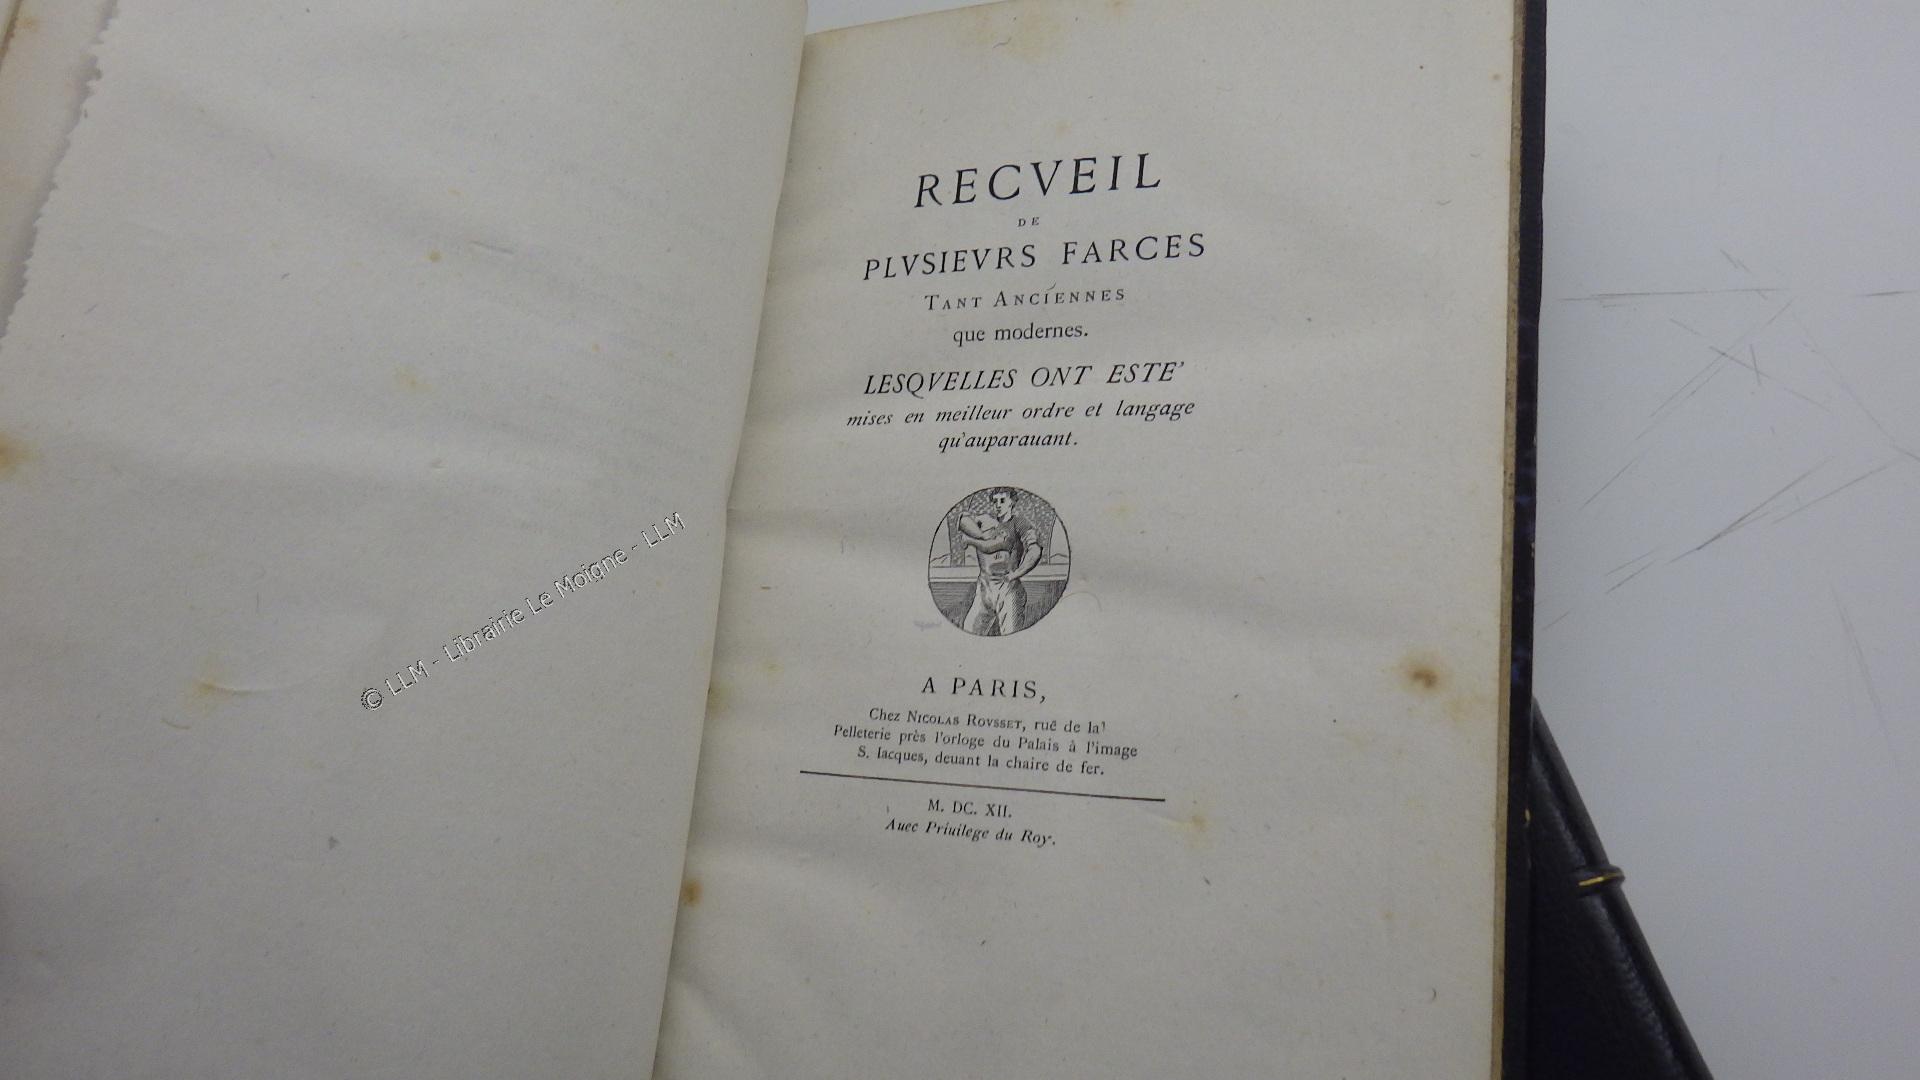 RECVEIL
DE
PLVSIEVRS FARCES
TANT ANCIENNES
que modernes.
LESQVELLES ONT ESTE'
mises en meilleur ordre et langage
qu'auparauant.
A PARIS,
Chez NICOLAS ROVSSET, ruë de la
Pelleterie près l'orloge du Palais à l'image
S. Iacques, deuant la chaire de fer.
M. DC. XII.
Auec Priuilege du Roy.
© LLM - Librairie Le Moigne - LLM